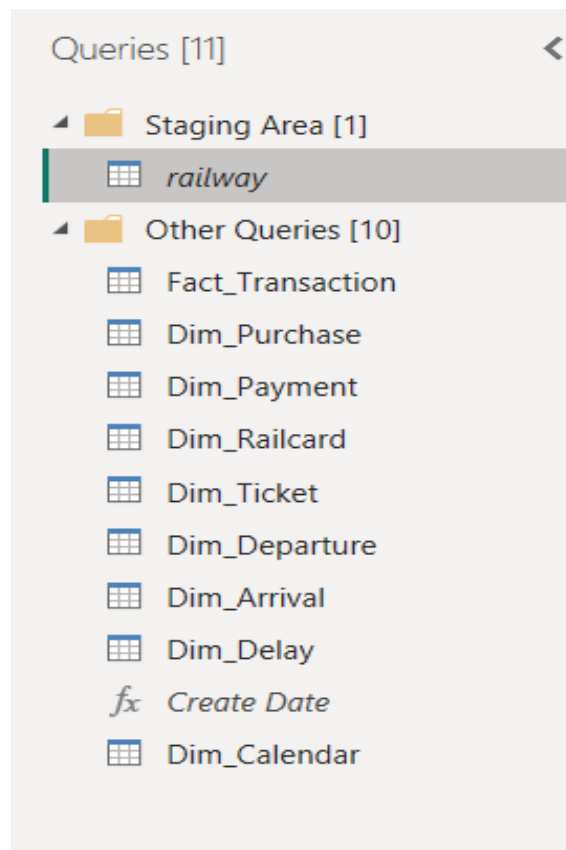 Queries [11]
Staging Area [1]
railway
Other Queries [10]
Fact_Transaction
Dim_Purchase
Dim_Payment
Dim_Railcard
Dim_Ticket
Dim_Departure
Dim_Arrival
Dim_Delay
fx Create Date
Dim_Calendar